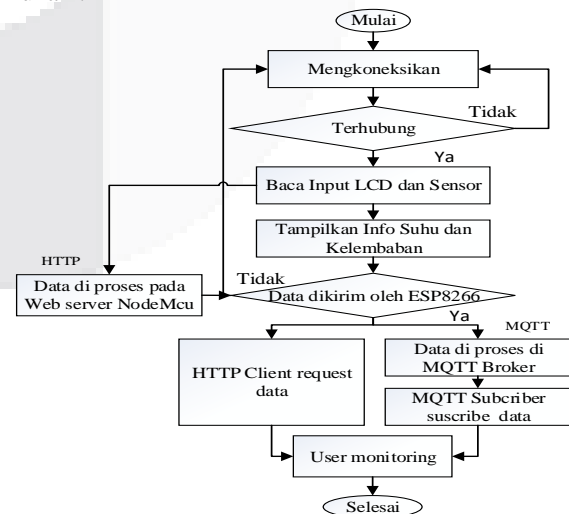 Mulai
Mengkoneksikan
Terhubung
Tidak
Ya
Baca Input LCD dan Sensor
Tampilkan Info Suhu dan
Kelembaban
HTTP
Data di proses pada
Web server NodeMcu
Tidak
Data dikirim oleh ESP8266
Ya
MQTT
HTTP Client request
data
Data di proses di
MQTT Broker
MQTT Subcriber
suscribe data
User monitoring
Selesai